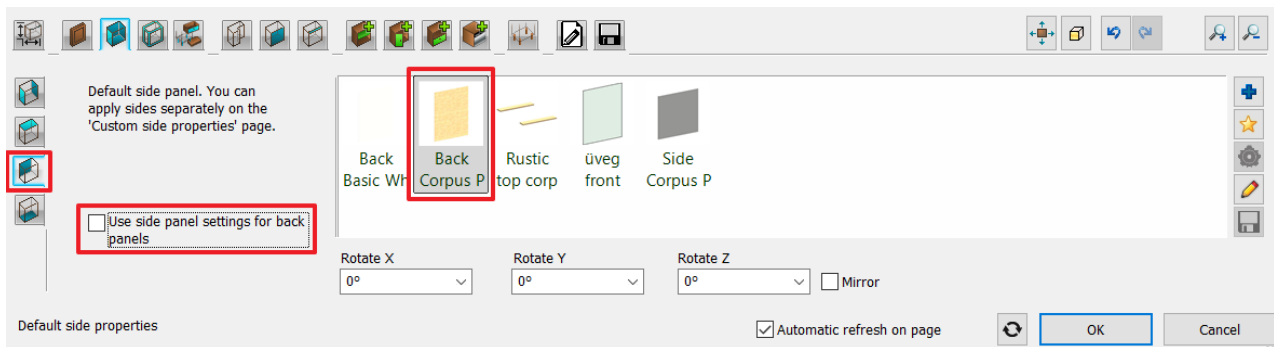 Default side panel. You can
apply sides separately on the
'Custom side properties' page.
Use side panel settings for back
panels
Back
Basic Wh
Back
Corpus P
Rustic
top corp
üveg
front
Side
Corpus P
Rotate X
Rotate Y
Rotate Z
0°
0°
0°
Mirror
Default side properties
Automatic refresh on page
OK
Cancel